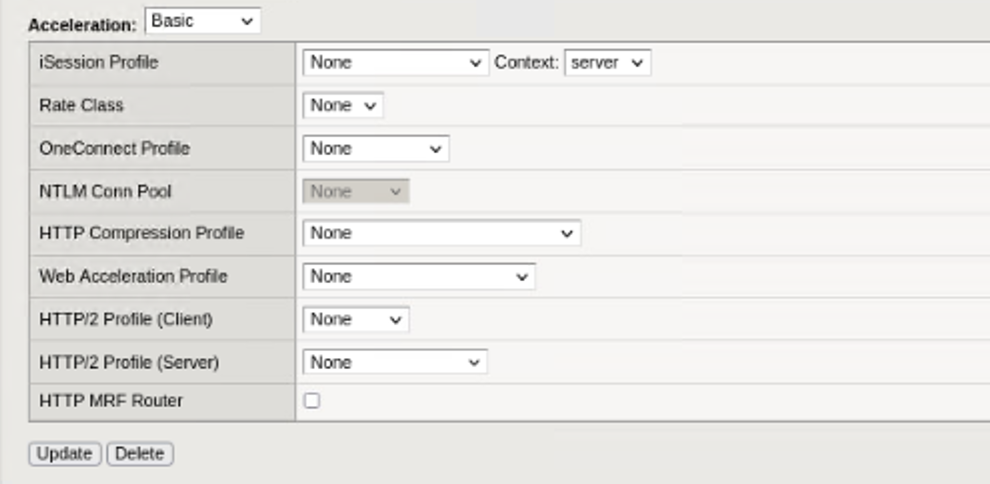 Acceleration: Basic
iSession Profile None Context: server
Rate Class None
OneConnect Profile None
NTLM Conn Pool None
HTTP Compression Profile None
Web Acceleration Profile None
HTTP/2 Profile (Client) None
HTTP/2 Profile (Server) None
HTTP MRF Router
Update Delete